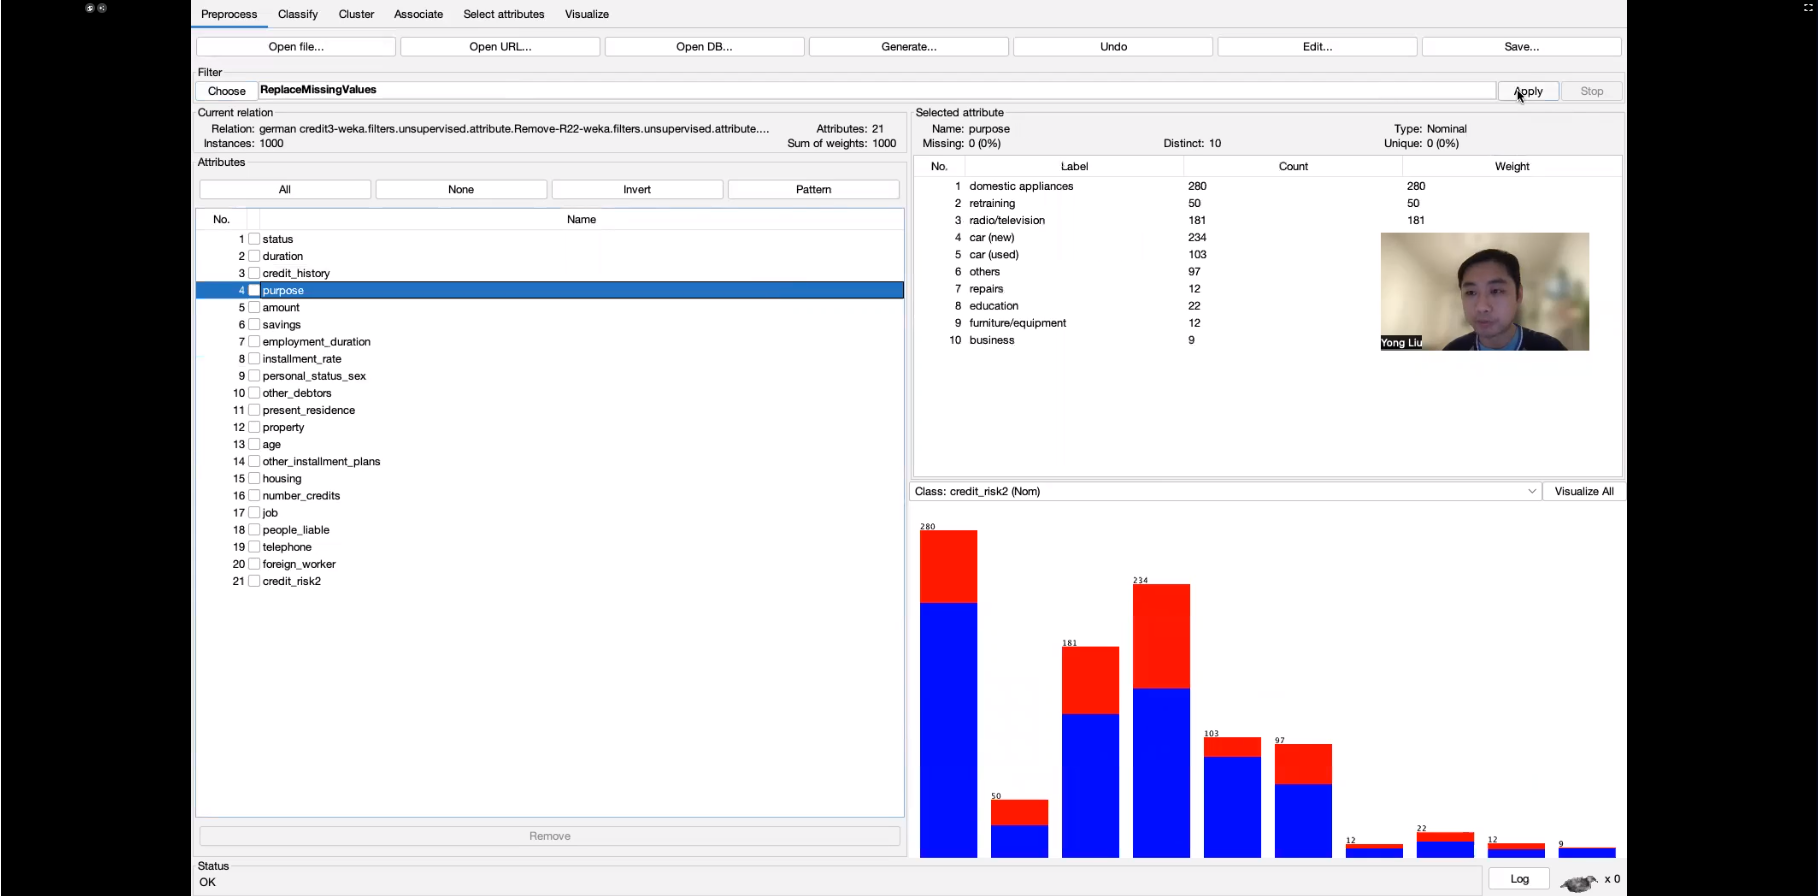 Preprocess Classify Cluster Associate Select attributes Visualize
Open file... Open URL... Open DB... Generate... Undo Edit... Save...
Filter
Choose ReplaceMissingValues Apply Stop
Current relation
Relation: german credit3-weka.filters.unsupervised.attribute.Remove-R22-weka.filters.unsupervised.attribute.... Attributes: 21
Instances: 1000 Sum of weights: 1000
Attributes
All None Invert Pattern
No. Name
1 status
2 duration
3 credit_history
4 purpose
5 amount
6 savings
7 employment_duration
8 installment_rate
9 personal_status_sex
10 other_debtors
11 present_residence
12 property
13 age
14 other_installment_plans
15 housing
16 number_credits
17 job
18 people_liable
19 telephone
20 foreign_worker
21 credit_risk2
Remove
Status
OK
Selected attribute
Name: purpose Type: Nominal
Missing: 0 (0%) Distinct: 10 Unique: 0 (0%)
No. Label Count Weight
1 domestic appliances 280 280
2 retraining 50 50
3 radio/television 181 181
4 car (new) 234
5 car (used) 103
6 others 97
7 repairs 12
8 education 22
9 furniture/equipment 12
10 business 9
Yong Liu
Class: credit_risk2 (Nom) Visualize All
280
234
181
103
97
50
22
12
12
9
Log x 0